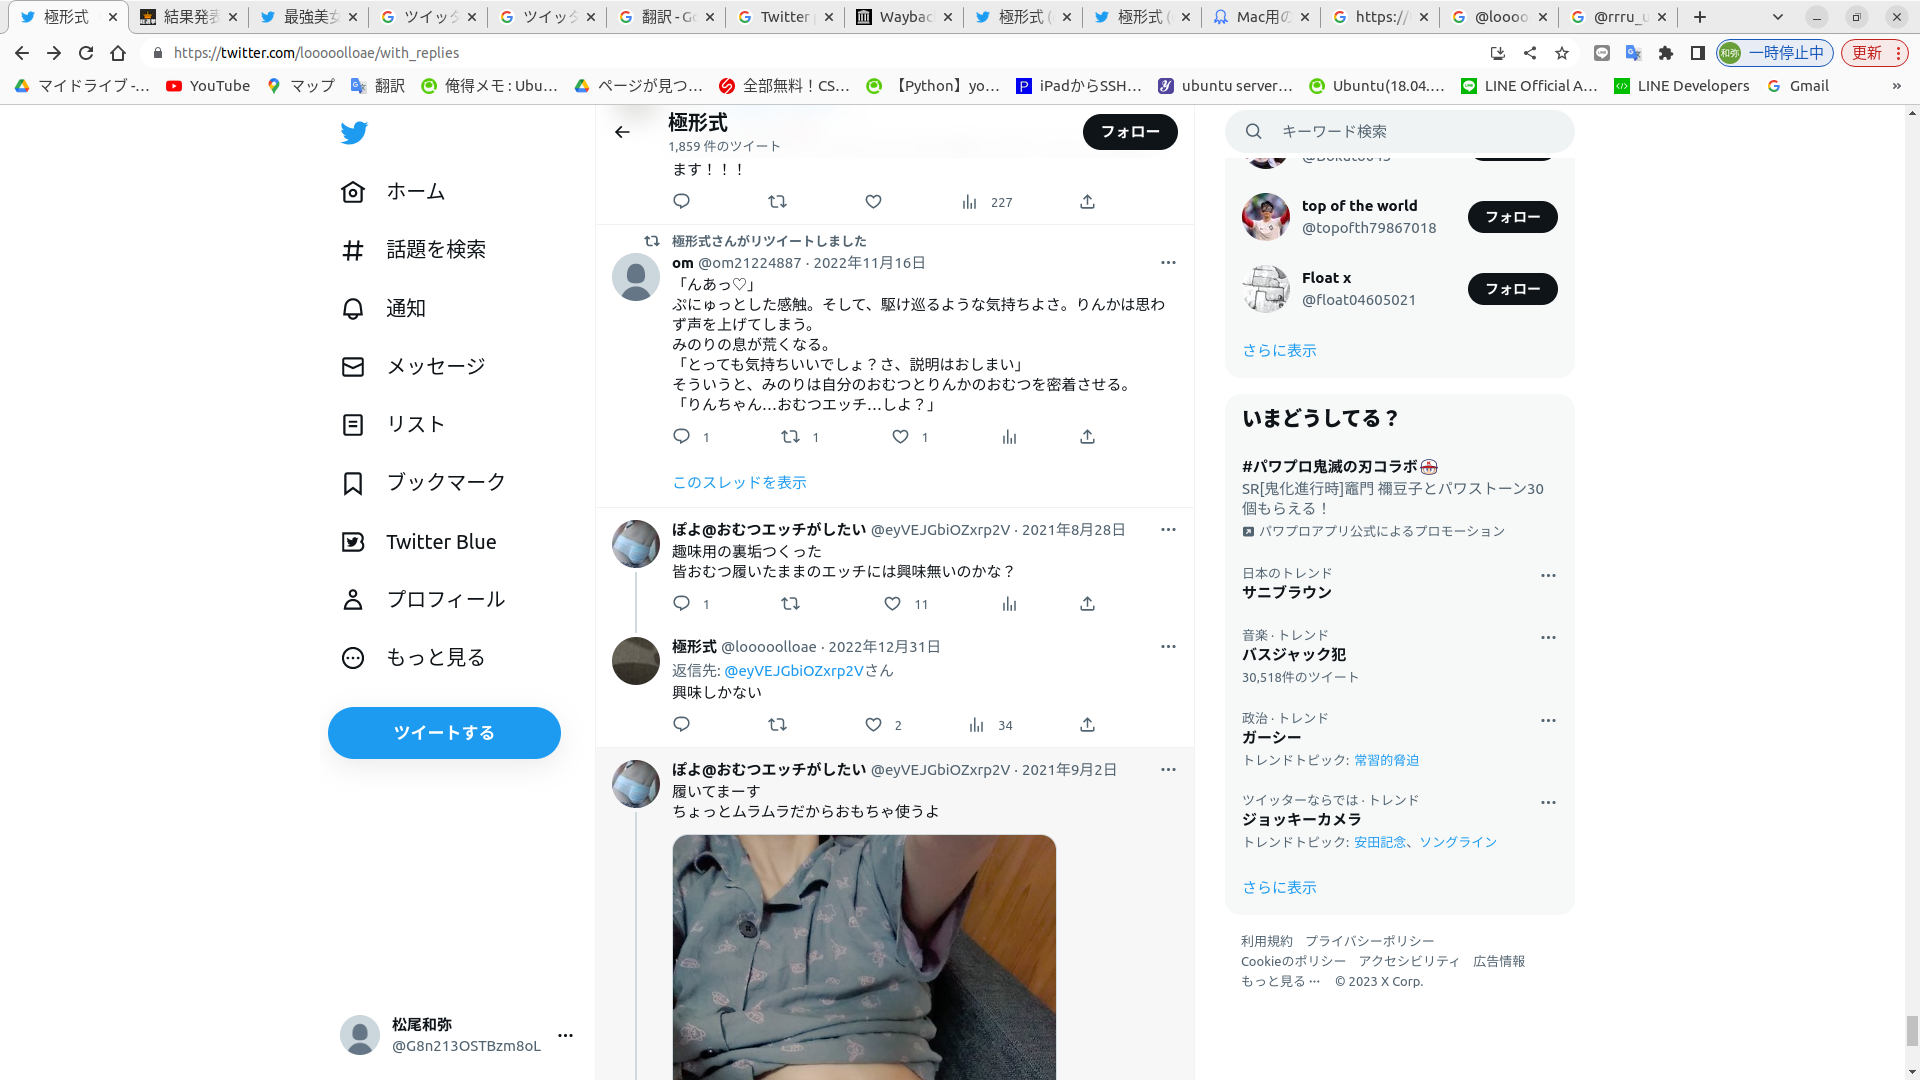 極形式
結果発表
最強美女
ツイッタ
ツイッタ
翻訳 - Go
Twitter
Wayback
極形式 (
極形式 (
Mac用の
https://
@loooo
@rrru_u
https://twitter.com/looooolloae/with_replies
和弥 一時停止中
更新
マイドライブ -...
YouTube
マップ
翻訳
俺得メモ : Ubu...
ページが見つ...
全部無料！CS...
【Python】yo...
iPadからSSH...
ubuntu server...
Ubuntu(18.04....
LINE Official A...
LINE Developers
Gmail
»
ホーム
話題を検索
通知
メッセージ
リスト
ブックマーク
Twitter Blue
プロフィール
もっと見る
ツイートする
松尾和弥
@G8n213OSTBzm8oL
極形式
1,859 件のツイート
フォロー
ます！！！
227
極形式さんがリツイートしました
om @om21224887 · 2022年11月16日
「んあっ♡」
ぷにゅっとした感触。そして、駆け巡るような気持ちよさ。りんかは思わ
ず声を上げてしまう。
みのりの息が荒くなる。
「とっても気持ちいいでしょ？さ、説明はおしまい」
そういうと、みのりは自分のおむつとりんかのおむつを密着させる。
「りんちゃん…おむつエッチ…しよ？」
1 1 1
このスレッドを表示
ぽよ@おむつエッチがしたい @eyVEJGbiOZxrp2V · 2021年8月28日
趣味用の裏垢つくった
皆おむつ履いたままのエッチには興味無いのかな？
1 11
極形式 @looooolloae · 2022年12月31日
返信先: @eyVEJGbiOZxrp2Vさん
興味しかない
2 34
ぽよ@おむつエッチがしたい @eyVEJGbiOZxrp2V · 2021年9月2日
履いてまーす
ちょっとムラムラだからおもちゃ使うよ
キーワード検索
top of the world
@topofth79867018
フォロー
Float x
@float04605021
フォロー
さらに表示
いまどうしてる？
#パワプロ鬼滅の刃コラボ
SR[鬼化進行時]竈門 禰豆子とパワストーン30
個もらえる！
パワプロアプリ公式によるプロモーション
日本のトレンド
サニブラウン
音楽 · トレンド
バスジャック犯
30,518件のツイート
政治 · トレンド
ガーシー
トレンドトピック: 常習的脅迫
ツイッターならでは · トレンド
ジョッキーカメラ
トレンドトピック: 安田記念、ソングライン
さらに表示
利用規約 プライバシーポリシー
Cookieのポリシー アクセシビリティ 広告情報
もっと見る ··· © 2023 X Corp.